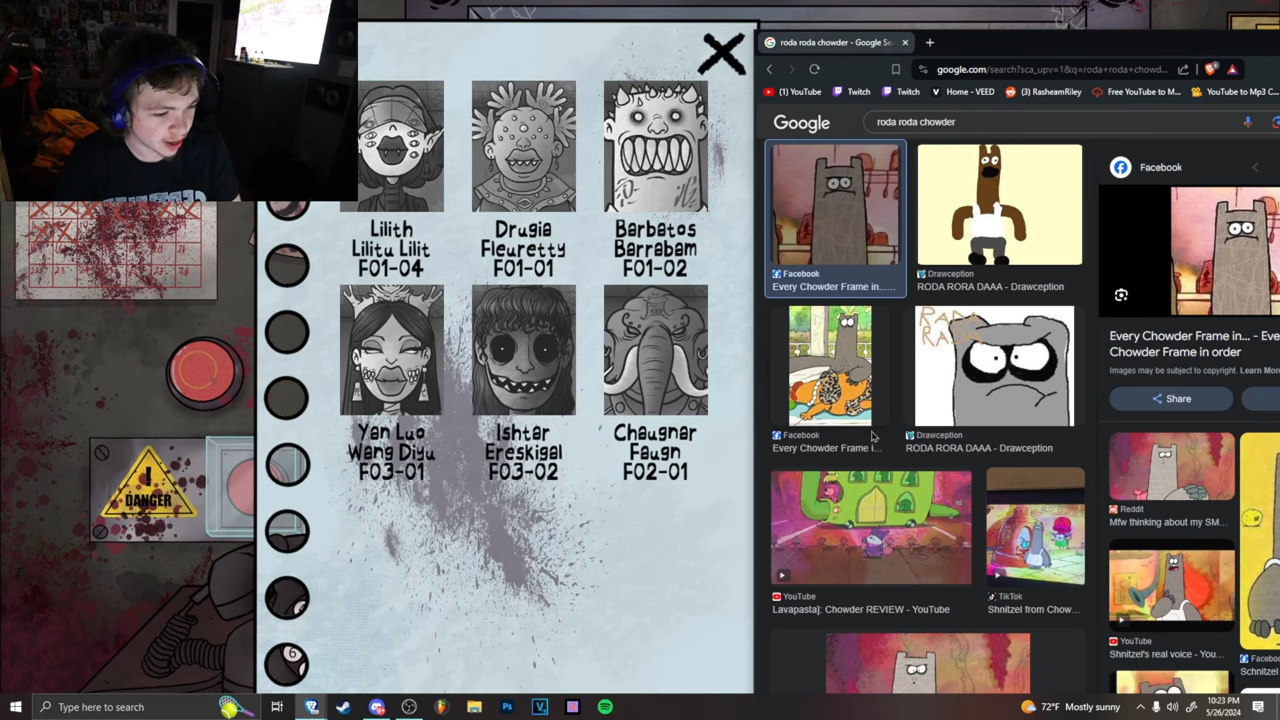 roda roda chowder - Google Se
google.com/search?sca_upv=1&q=roda+roda+chowd...
(1) YouTube
Twitch
Twitch
Home - VEED
(3) RasheamRiley
Free YouTube to M...
YouTube to Mp3 C
Google
roda roda chowder
Lilith
Lilitu Lilit
F01-04
Drugia
Fleuretty
F01-01
Barbatos
Barrabam
F01-02
Yan Luo
Wang Diyu
F03-01
Ishtar
Ereskigal
F03-02
Chaugnar
Faugn
F02-01
DANGER
Facebook
Every Chowder Frame in......
Drawception
RODA RORA DAAA - Drawception
Facebook
Every Chowder Frame i...
RADA
RADA
Drawception
RODA RORA DAAA - Drawception
YouTube
Lavapasta]: Chowder REVIEW - YouTube
TikTok
Shnitzel from Chow...
Facebook
Every Chowder Frame in... - Eve
Chowder Frame in order
Images may be subject to copyright. Learn Mor
Share
Reddit
Mfw thinking about my SM...
YouTube
Shnitzel's real voice - You...
Facebo
Schnitzel
Type here to search
72°F Mostly sunny
10:23 PM
5/26/2024